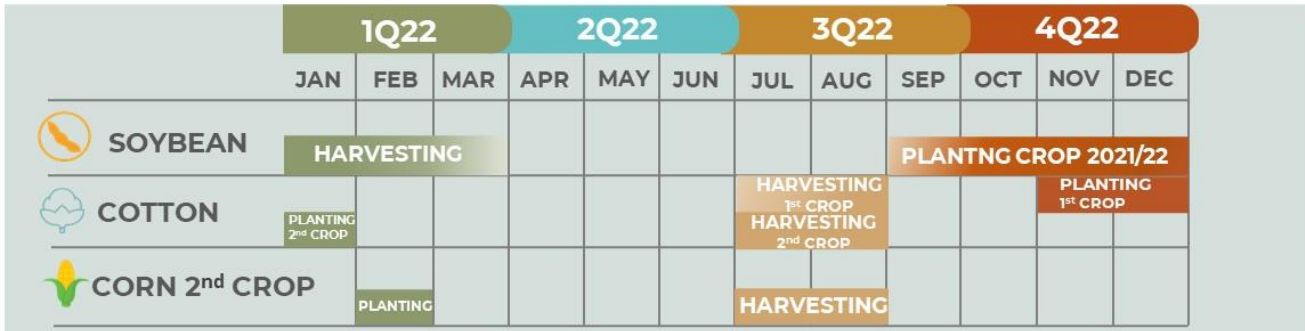 1Q22 2Q22 3Q22 4Q22
JAN FEB MAR APR MAY JUN JUL AUG SEP OCT NOV DEC
SOYBEAN
HARVESTING
PLANTNG CROP 2021/22
COTTON
PLANTING
2nd CROP
HARVESTING
1st CROP
HARVESTING
2nd CROP
PLANTING
1st CROP
CORN 2nd CROP
PLANTING
HARVESTING